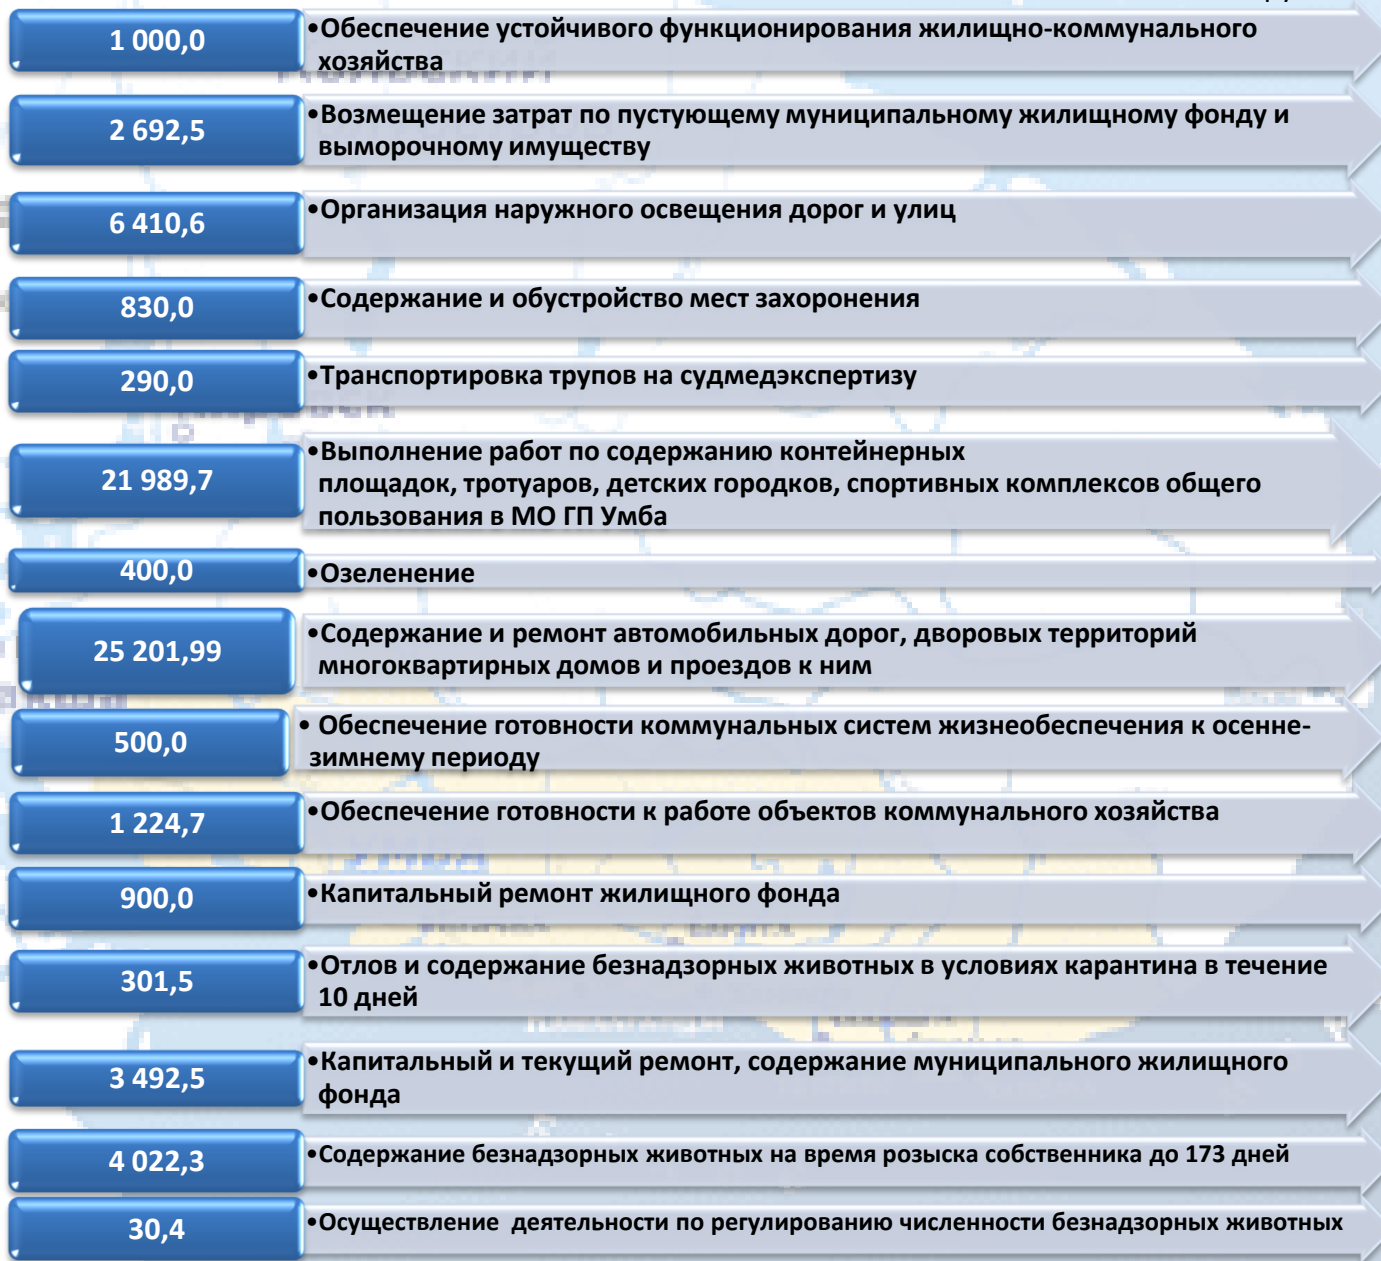 1 000,0
•Обеспечение устойчивого функционирования жилищно-коммунального
хозяйства
2 692,5
•Возмещение затрат по пустующему муниципальному жилищному фонду и
выморочному имуществу
6 410,6
•Организация наружного освещения дорог и улиц
830,0
•Содержание и обустройство мест захоронения
290,0
•Транспортировка трупов на судмедэкспертизу
21 989,7
•Выполнение работ по содержанию контейнерных
площадок, тротуаров, детских городков, спортивных комплексов общего
пользования в МО ГП Умба
400,0
•Озеленение
25 201,99
•Содержание и ремонт автомобильных дорог, дворовых территорий
многоквартирных домов и проездов к ним
500,0
• Обеспечение готовности коммунальных систем жизнеобеспечения к осенне-
зимнему периоду
1 224,7
•Обеспечение готовности к работе объектов коммунального хозяйства
900,0
•Капитальный ремонт жилищного фонда
301,5
•Отлов и содержание безнадзорных животных в условиях карантина в течение
10 дней
3 492,5
•Капитальный и текущий ремонт, содержание муниципального жилищного
фонда
4 022,3
•Содержание безнадзорных животных на время розыска собственника до 173 дней
30,4
•Осуществление деятельности по регулированию численности безнадзорных животных